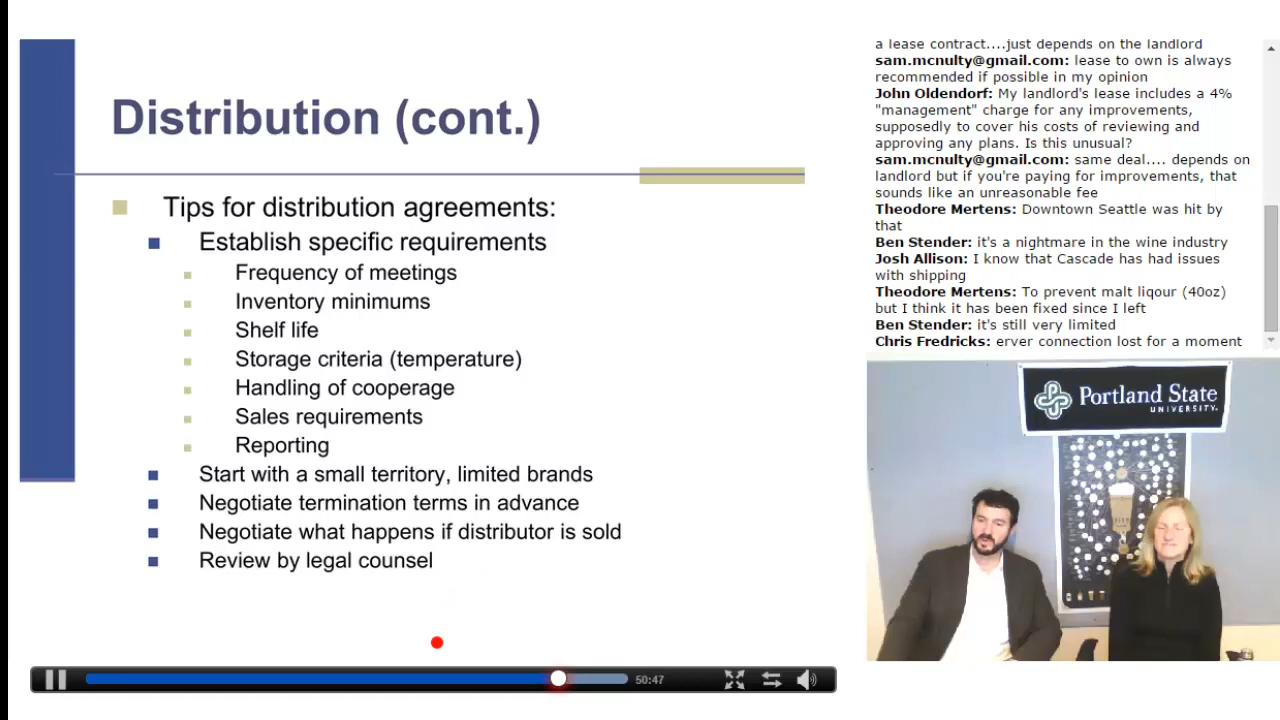 Distribution (cont.)
Tips for distribution agreements:
Establish specific requirements
Frequency of meetings
Inventory minimums
Shelf life
Storage criteria (temperature)
Handling of cooperage
Sales requirements
Reporting
Start with a small territory, limited brands
Negotiate termination terms in advance
Negotiate what happens if distributor is sold
Review by legal counsel
50:47
a lease contract....just depends on the landlord
sam.mcnulty@gmail.com: lease to own is always
recommended if possible in my opinion
John Oldendorf: My landlord's lease includes a 4%
"management" charge for any improvements,
supposedly to cover his costs of reviewing and
approving any plans. Is this unusual?
sam.mcnulty@gmail.com: same deal.... depends on
landlord but if you're paying for improvements, that
sounds like an unreasonable fee
Theodore Mertens: Downtown Seattle was hit by
that
Ben Stender: it's a nightmare in the wine industry
Josh Allison: I know that Cascade has had issues
with shipping
Theodore Mertens: To prevent malt liqour (40oz)
but I think it has been fixed since I left
Ben Stender: it's still very limited
Chris Fredricks: erver connection lost for a moment
Portland State
UNIVERSITY